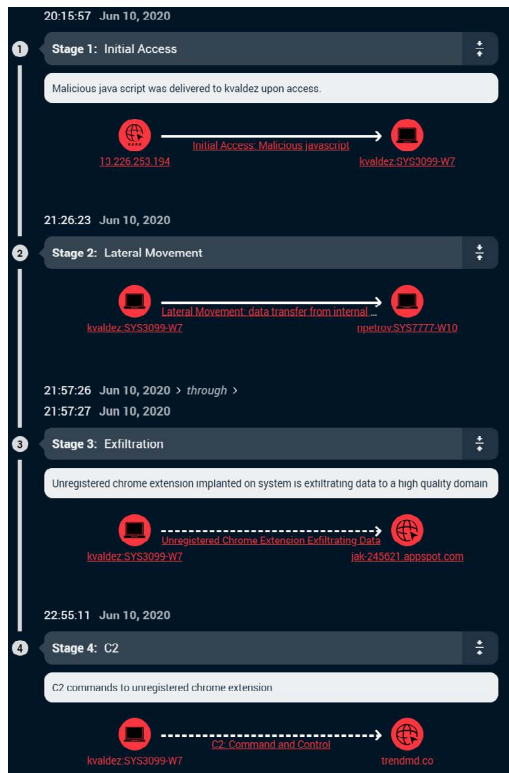 20:15:57 Jun 10, 2020
1 Stage 1: Initial Access
Malicious java script was delivered to kvaldez upon access.
Initial Access: Malicious javascript
13.226.253.194 kvaldez:SYS3099-W7
21:26:23 Jun 10, 2020
2 Stage 2: Lateral Movement
Lateral Movement: data transfer from internal ...
kvaldez:SYS3099-W7 npetrov:SYS7777-W10
21:57:26 Jun 10, 2020 > through >
21:57:27 Jun 10, 2020
3 Stage 3: Exfiltration
Unregistered chrome extension implanted on system is exfiltrating data to a high quality domain
Unregistered Chrome Extension Exfiltrating Data
kvaldez:SYS3099-W7 jak-245621.appspot.com
22:55:11 Jun 10, 2020
4 Stage 4: C2
C2 commands to unregistered chrome extension
C2: Command and Control
kvaldez:SYS3099-W7 trendmd.co